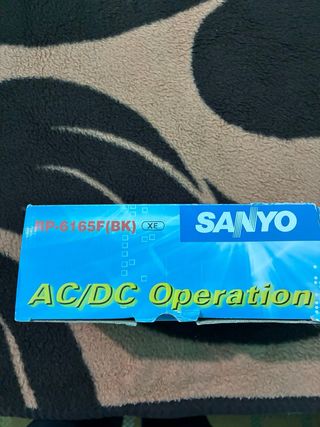 RP-6165F(BK) XE
SANYO
AC/DC Operation